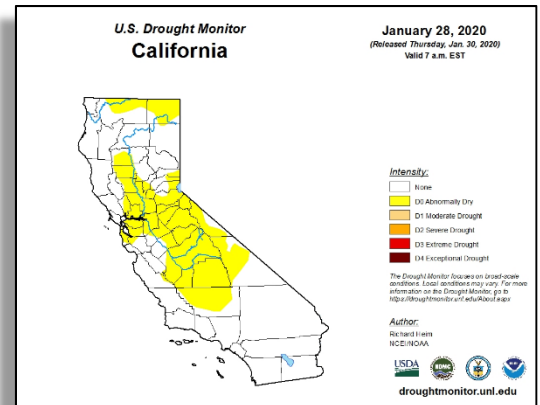 U.S. Drought Monitor
California
January 28, 2020
(Released Thursday, Jan. 30, 2020)
Valid 7 a.m. EST
Intensity:
None
D0 Abnormally Dry
D1 Moderate Drought
D2 Severe Drought
D3 Extreme Drought
D4 Exceptional Drought
The Drought Monitor focuses on broad-scale
conditions. Local conditions may vary. For more
information on the Drought Monitor, go to
https://droughtmonitor.unl.edu/About.aspx
Author:
Richard Heim
NCEI/NOAA
USDA
NDMC
droughtmonitor.unl.edu